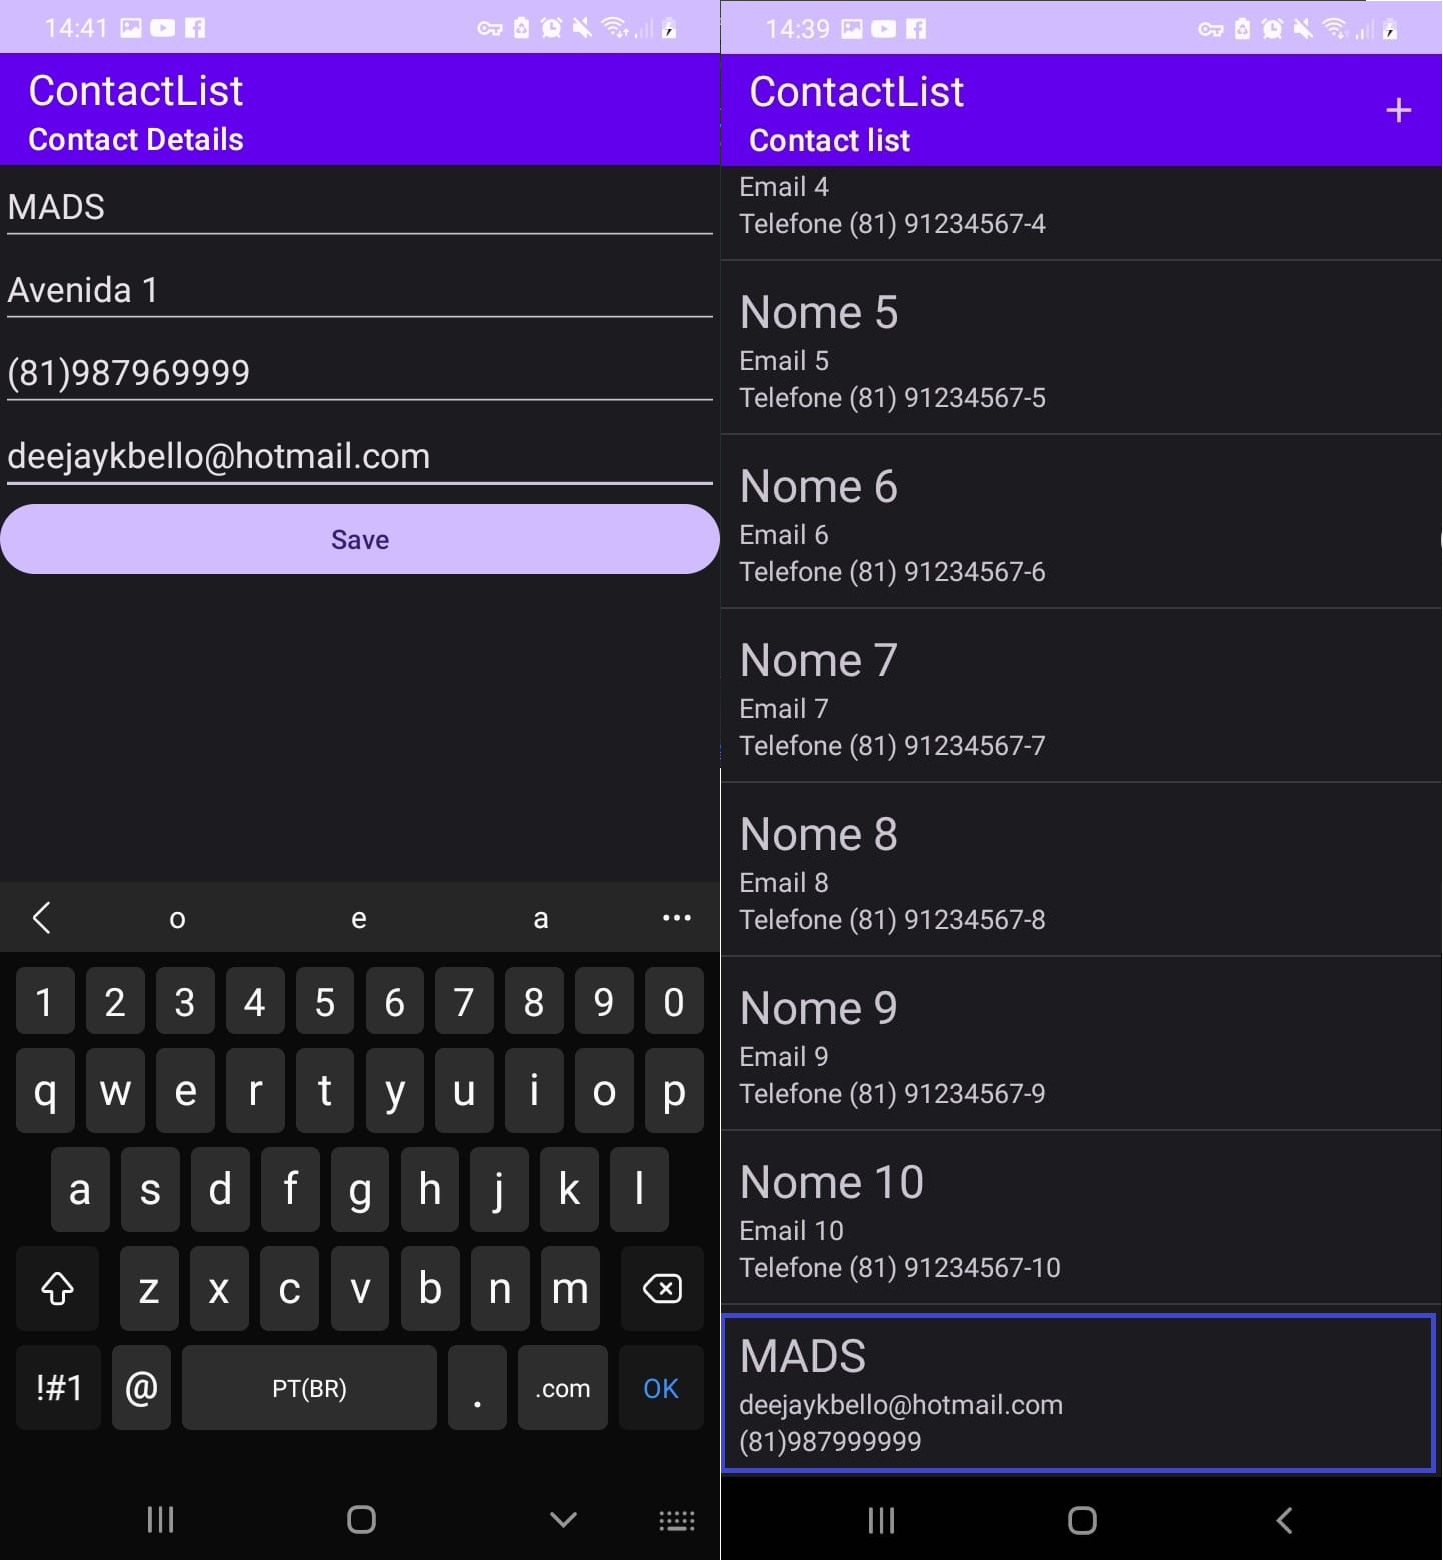 14:41
ContactList
Contact Details
MADS
Avenida 1
(81)987969999
deejaykbello@hotmail.com
Save
o e a
1 2 3 4 5 6 7 8 9 0
q w e r t y u i o p
a s d f g h j k l
z x c v b n m
!#1 @ PT(BR) . .com OK
14:39
ContactList
Contact list
Email 4
Telefone (81) 91234567-4
Nome 5
Email 5
Telefone (81) 91234567-5
Nome 6
Email 6
Telefone (81) 91234567-6
Nome 7
Email 7
Telefone (81) 91234567-7
Nome 8
Email 8
Telefone (81) 91234567-8
Nome 9
Email 9
Telefone (81) 91234567-9
Nome 10
Email 10
Telefone (81) 91234567-10
MADS
deejaykbello@hotmail.com
(81)987999999